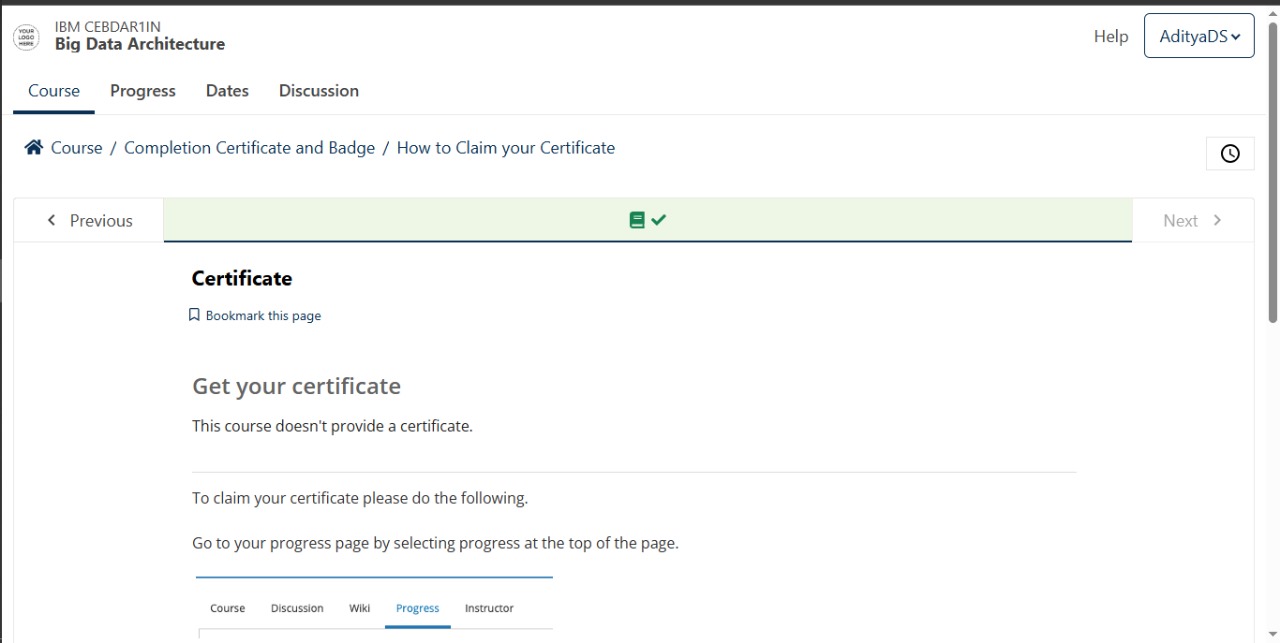 YOUR
LOGO
HERE
IBM CEBDAR1IN
Big Data Architecture
Help
AdityaDS
Course
Progress
Dates
Discussion
Course / Completion Certificate and Badge / How to Claim your Certificate
Previous
Next
Certificate
Bookmark this page
Get your certificate
This course doesn't provide a certificate.
To claim your certificate please do the following.
Go to your progress page by selecting progress at the top of the page.
Course Discussion Wiki Progress Instructor